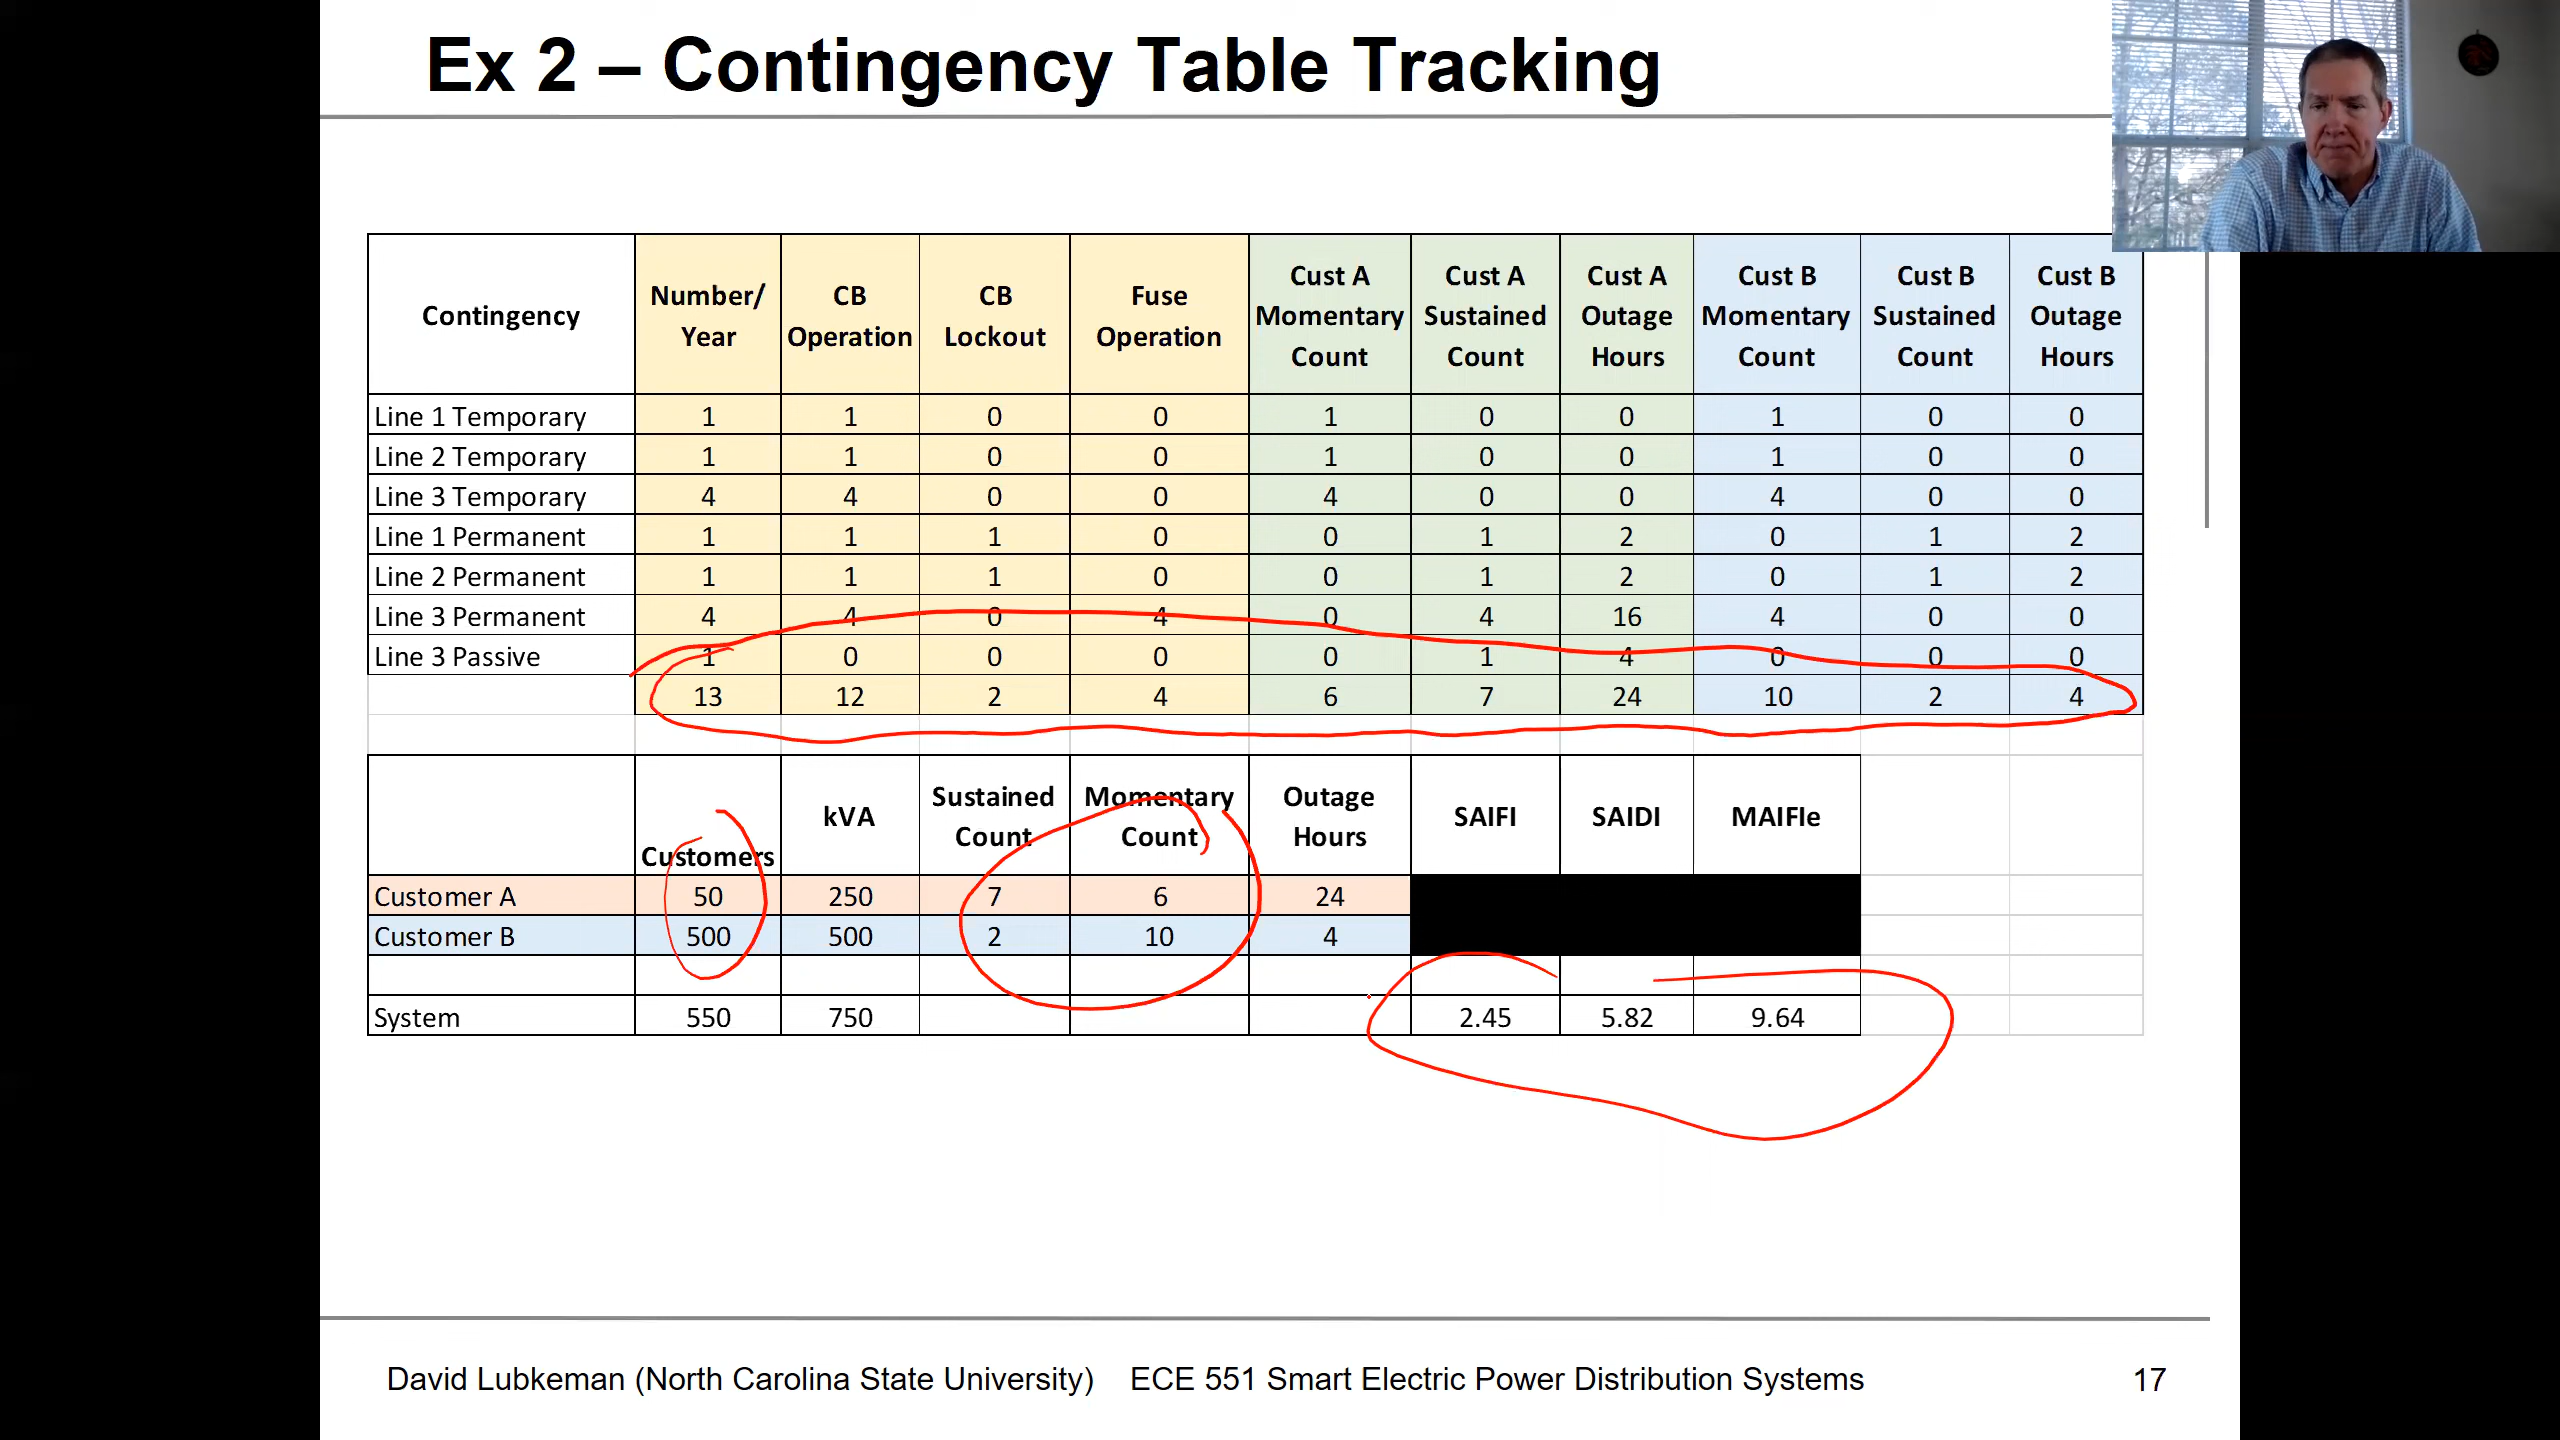 Ex 2 – Contingency Table Tracking
Contingency Number/ Year CB Operation CB Lockout Fuse Operation Cust A Momentary Count Cust A Sustained Count Cust A Outage Hours Cust B Momentary Count Cust B Sustained Count Cust B Outage Hours
Line 1 Temporary 1 1 0 0 1 0 0 1 0 0
Line 2 Temporary 1 1 0 0 1 0 0 1 0 0
Line 3 Temporary 4 4 0 0 4 0 0 4 0 0
Line 1 Permanent 1 1 1 0 0 1 2 0 1 2
Line 2 Permanent 1 1 1 0 0 1 2 0 1 2
Line 3 Permanent 4 4 0 4 0 4 16 4 0 0
Line 3 Passive 1 0 0 0 0 1 4 0 0 0
13 12 2 4 6 7 24 10 2 4
Customers kVA Sustained Count Momentary Count Outage Hours SAIFI SAIDI MAIFIe
Customer A 50 250 7 6 24
Customer B 500 500 2 10 4
System 550 750 2.45 5.82 9.64
David Lubkeman (North Carolina State University) ECE 551 Smart Electric Power Distribution Systems 17